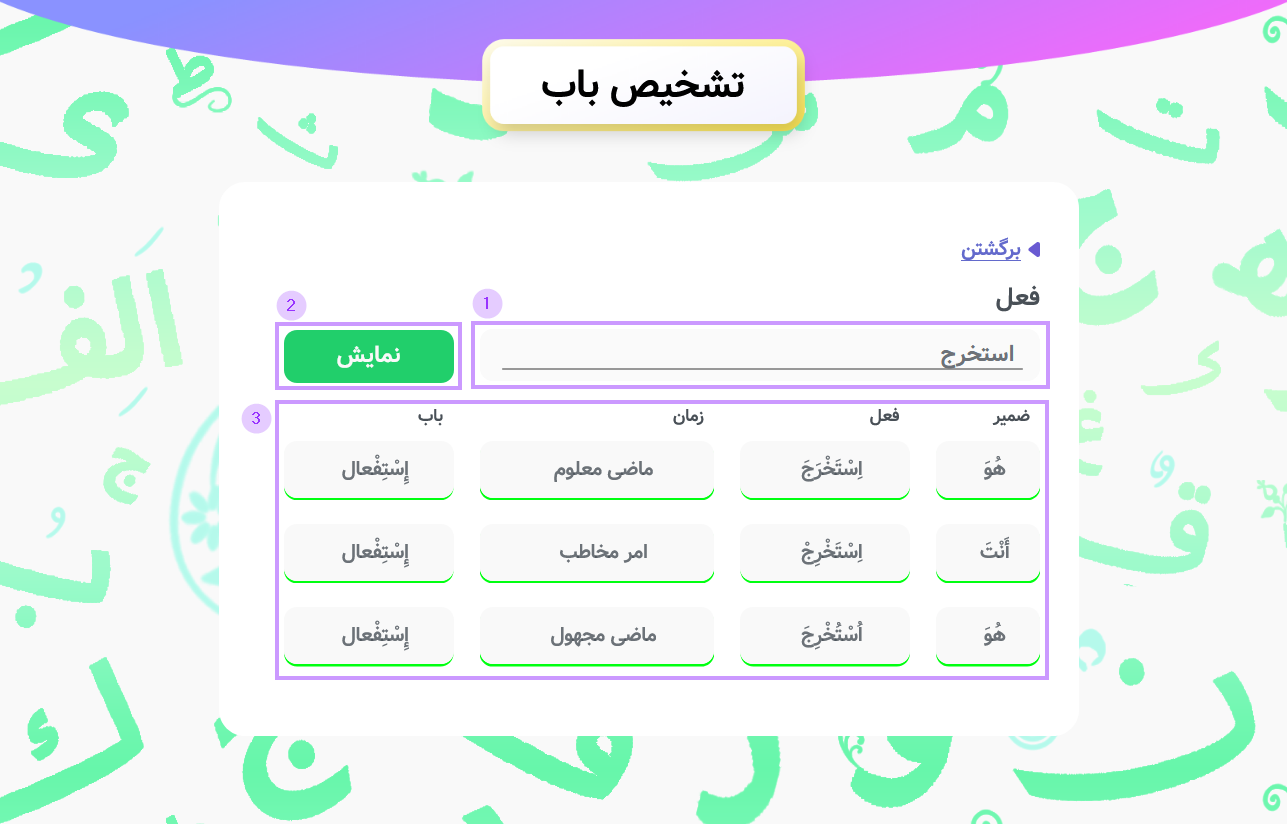 تشخیص باب
برگشتن
فعل
1
استخرج
2
نمایش
3
ضمیر فعل زمان باب
هُوَ اِسْتَخْرَجَ ماضی معلوم إِسْتِفْعال
أَنْتَ اِسْتَخْرِجْ امر مخاطب إِسْتِفْعال
هُوَ اُسْتُخْرِجَ ماضی مجهول إِسْتِفْعال